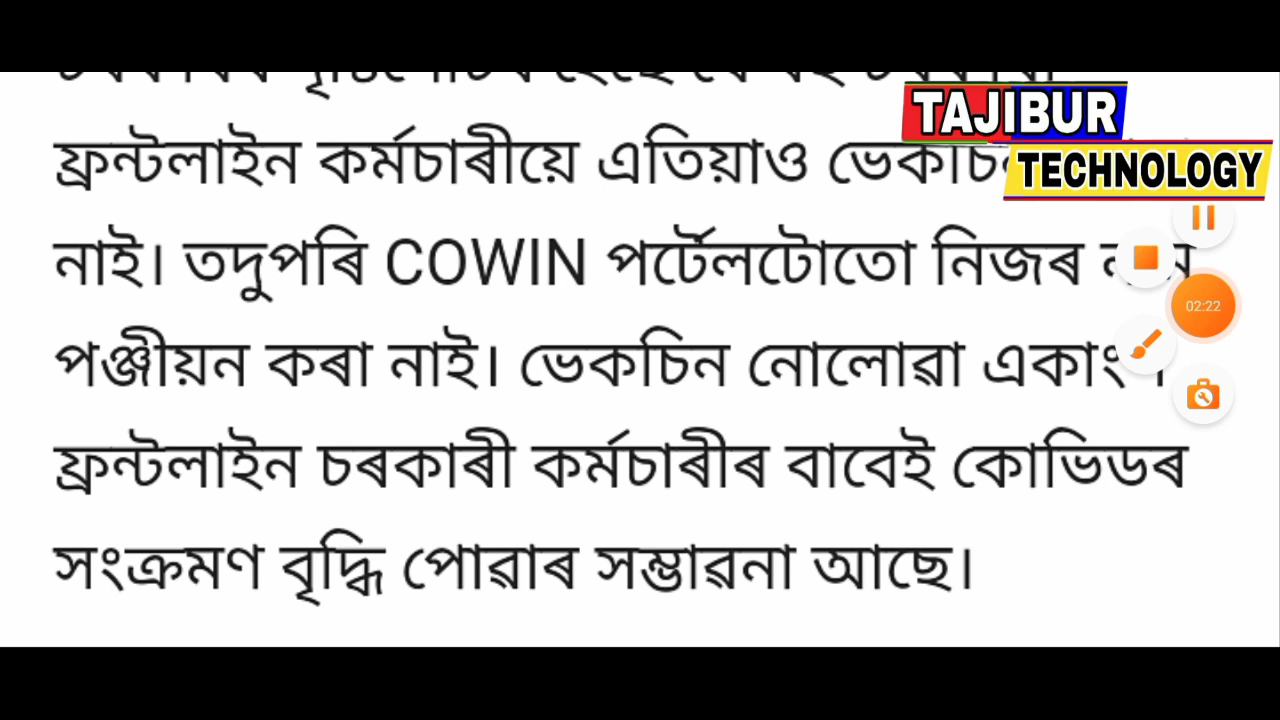 TAJIBUR
ফ্ৰন্টলাইন কৰ্মচাৰীয়ে এতিয়াও
TECHNOLOGY
নাই। তদুপৰি COWIN পৰ্টেলটোতো নিজৰ
02:22
পঞ্জীয়ন কৰা নাই। ভেকচিন নোলোৱা
ফ্ৰন্টলাইন চৰকাৰী কৰ্মচাৰীৰ বাবেই কোভিডৰ
সংক্ৰমণ বৃদ্ধি পোৱাৰ সম্ভাৱনা আছে।